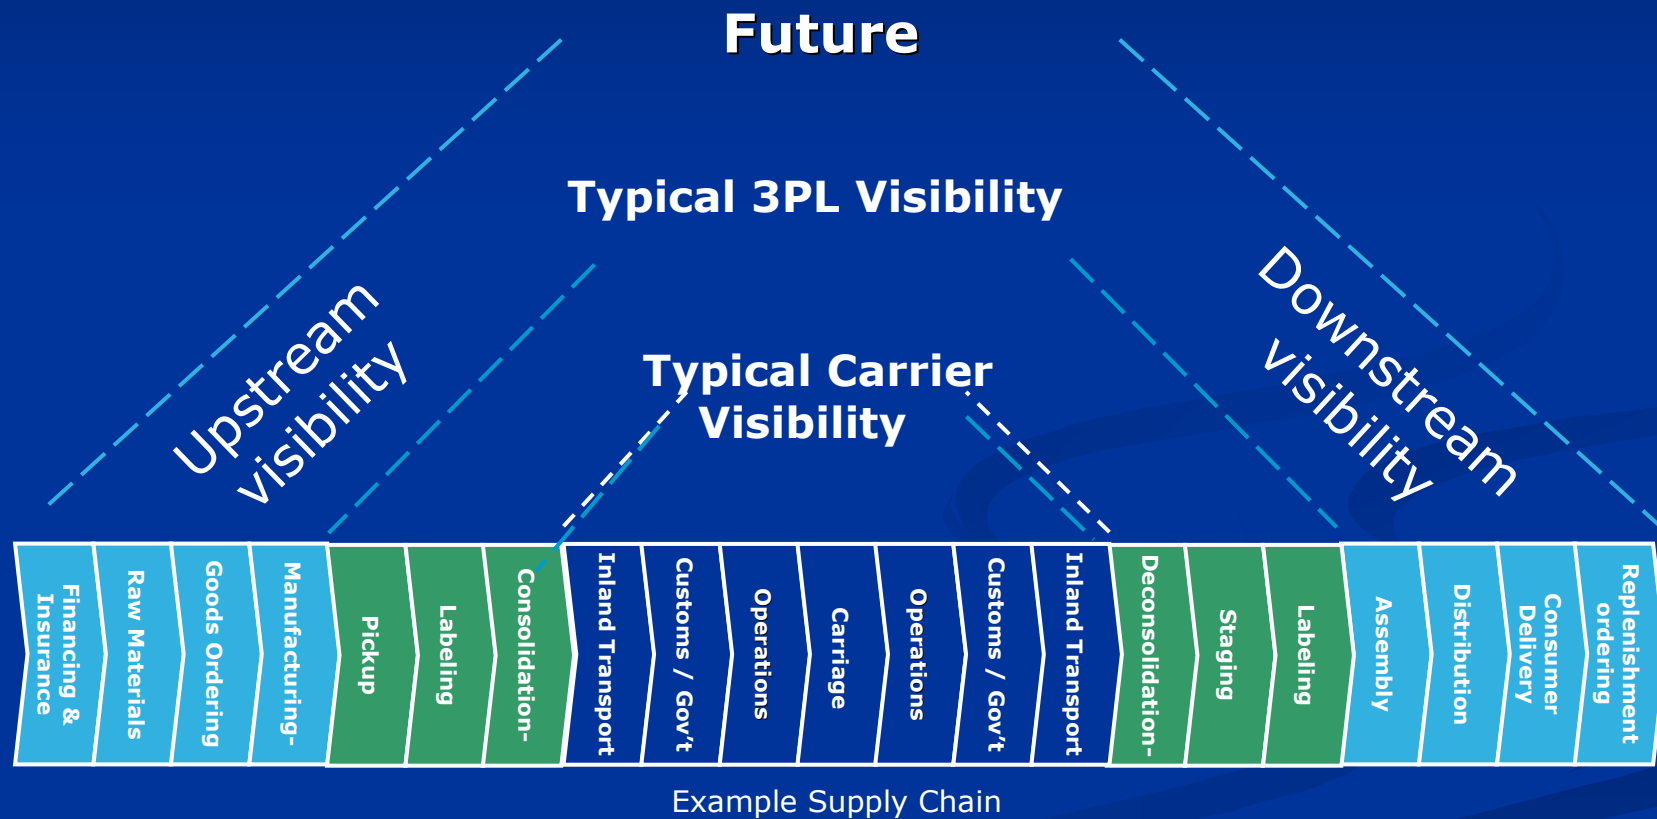 Future
Typical 3PL Visibility
Typical Carrier
Visibility
Upstream
visibility
Downstream
visibility
Financing &
Insurance
Raw Materials
Goods Ordering
Manufacturing-
Pickup
Labeling
Consolidation-
Inland Transport
Customs / Gov’t
Operations
Carriage
Operations
Customs / Gov’t
Inland Transport
Deconsolidation-
Staging
Labeling
Assembly
Distribution
Consumer
Delivery
Replenishment
ordering
Example Supply Chain